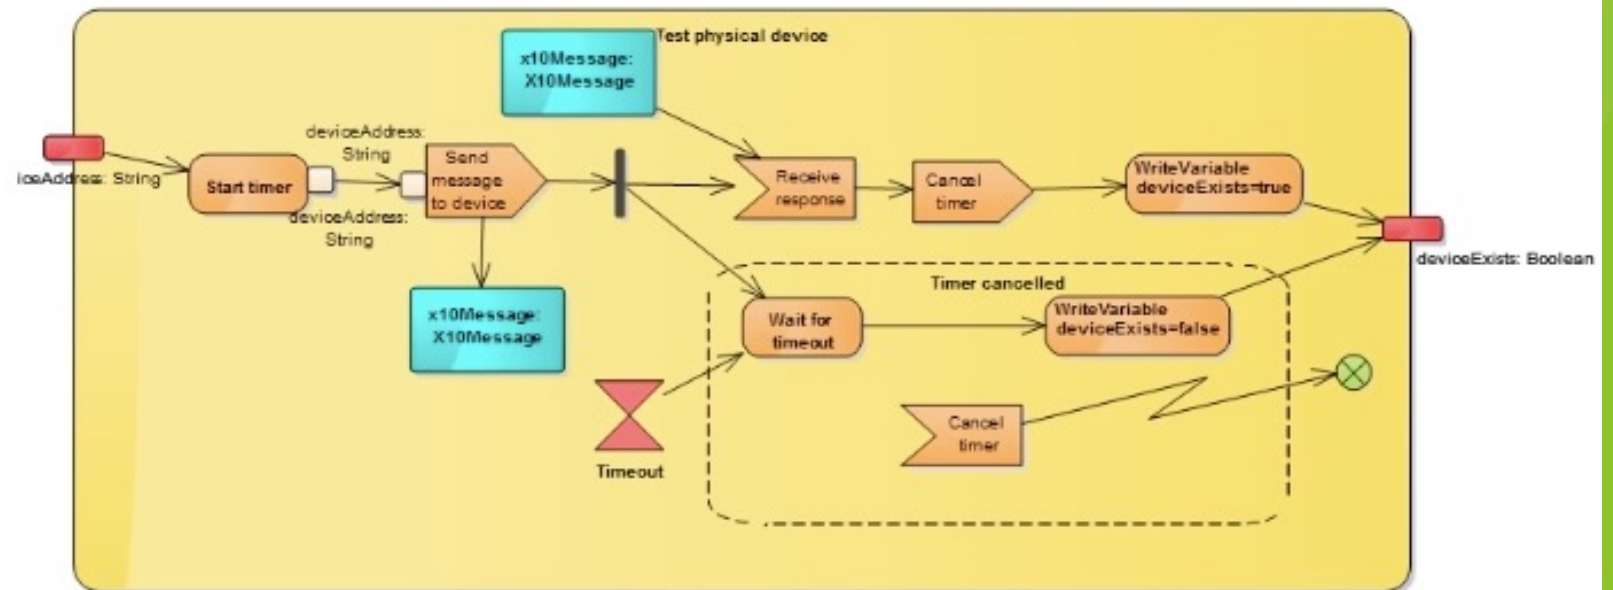 Test physical device
x10Message:
X10Message
deviceAddress:
String
iceAddress: String
Start timer
deviceAddress:
String
Send
message
to device
x10Message:
X10Message
Receive
response
Cancel
timer
WriteVariable
deviceExists=true
deviceExists: Boolean
Timer cancelled
Wait for
timeout
WriteVariable
deviceExists=false
Cancel
timer
Timeout